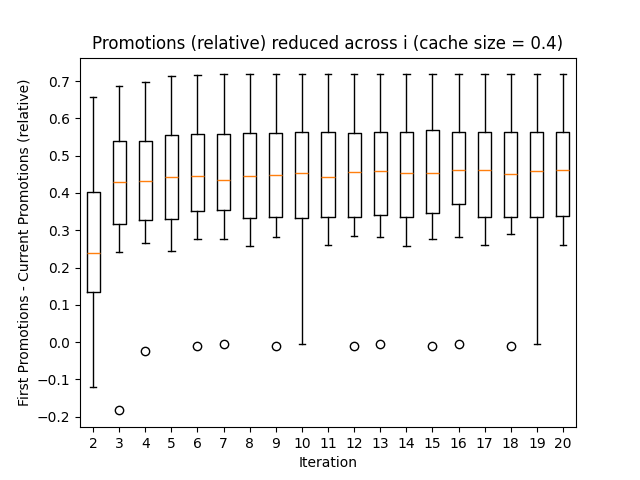 Promotions (relative) reduced across i (cache size = 0.4)
First Promotions - Current Promotions (relative)
0.7
0.6
0.5
0.4
0.3
0.2
0.1
0.0
−0.1
−0.2
2 3 4 5 6 7 8 9 10 11 12 13 14 15 16 17 18 19 20
Iteration